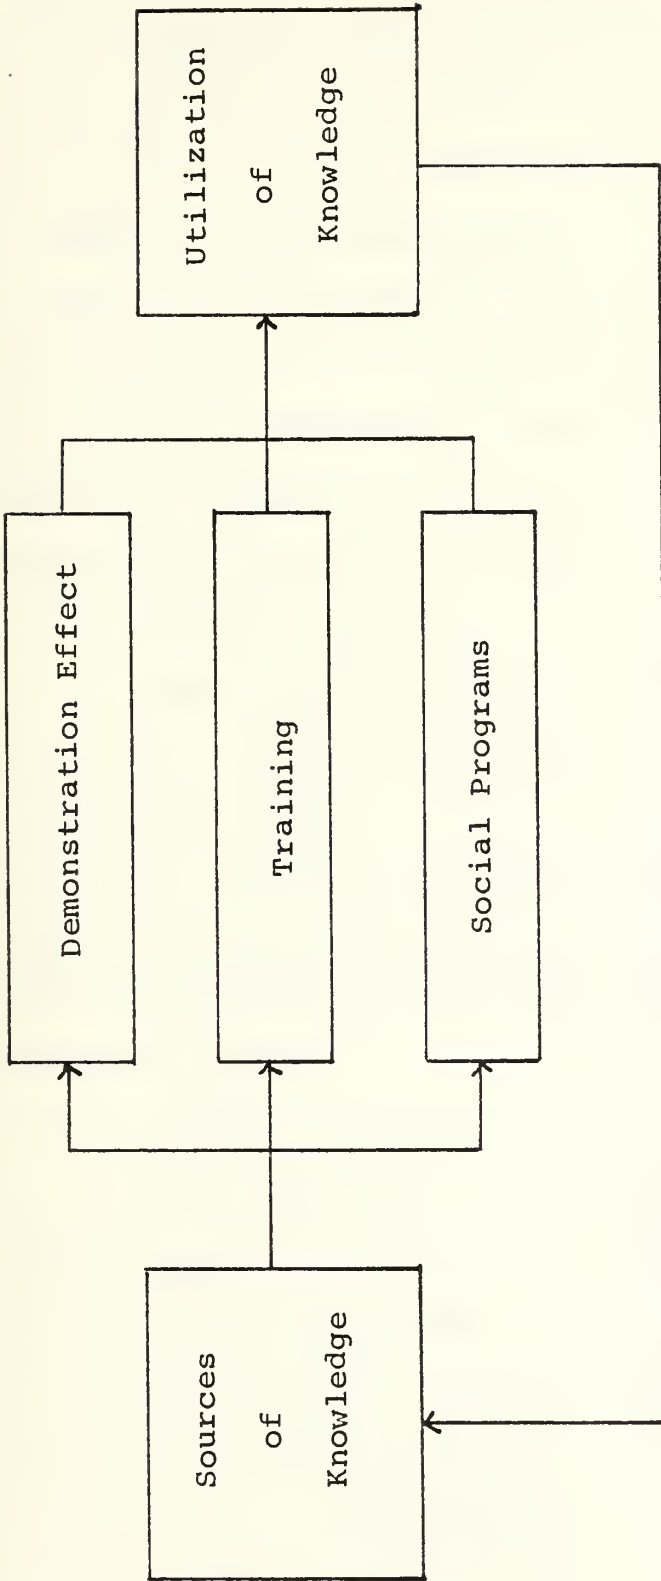 Sources
of
Knowledge
Demonstration Effect
Training
Social Programs
Utilization
of
Knowledge